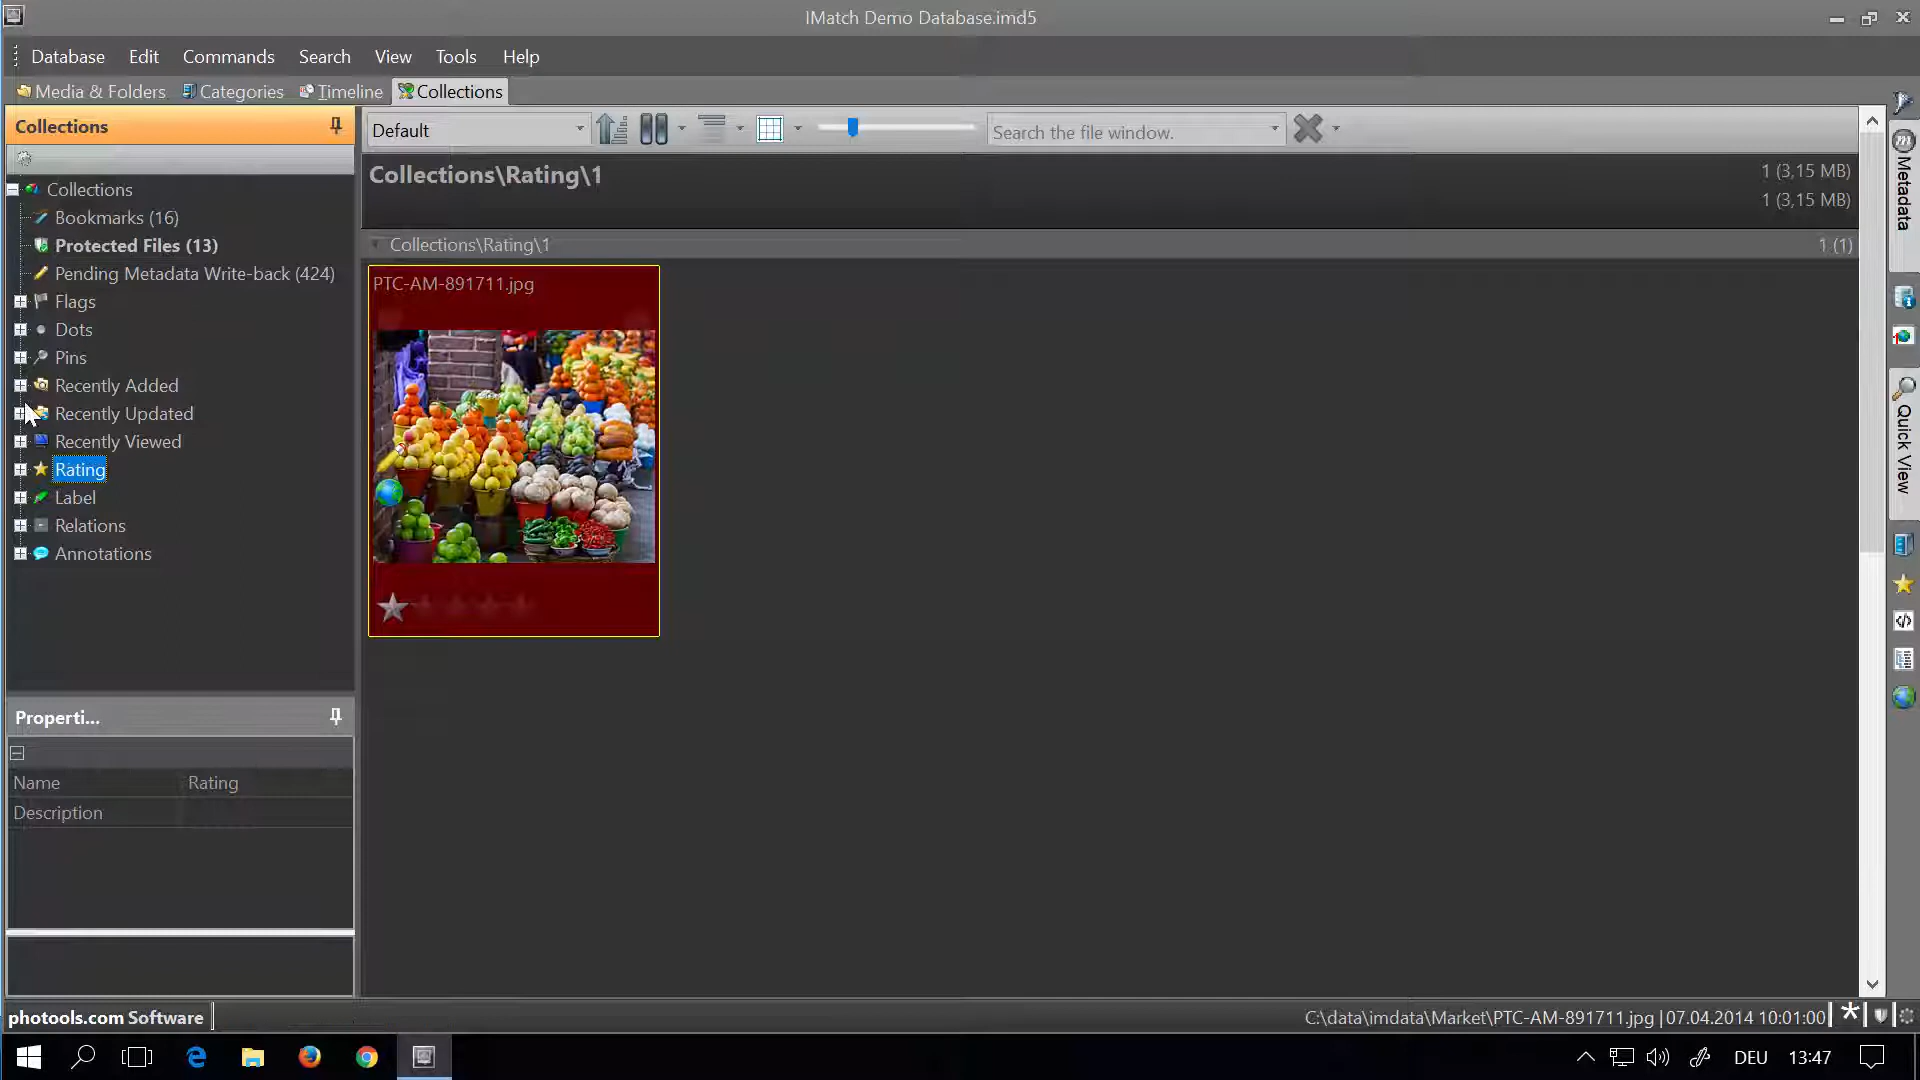 IMatch Demo Database.imd5
Database Edit Commands Search View Tools Help
Media & Folders Categories Timeline Collections
Collections
Default
Search the file window.
Collections\Rating\1
1 (3,15 MB)
1 (3,15 MB)
Collections\Rating\1
1 (1)
Collections
Bookmarks (16)
Protected Files (13)
Pending Metadata Write-back (424)
Flags
Dots
Pins
Recently Added
Recently Updated
Recently Viewed
Rating
Label
Relations
Annotations
PTC-AM-891711.jpg
Metadata
Quick View
Properti...
Name Rating
Description
photools.com Software
C:\data\imdata\Market\PTC-AM-891711.jpg | 07.04.2014 10:01:00
DEU 13:47